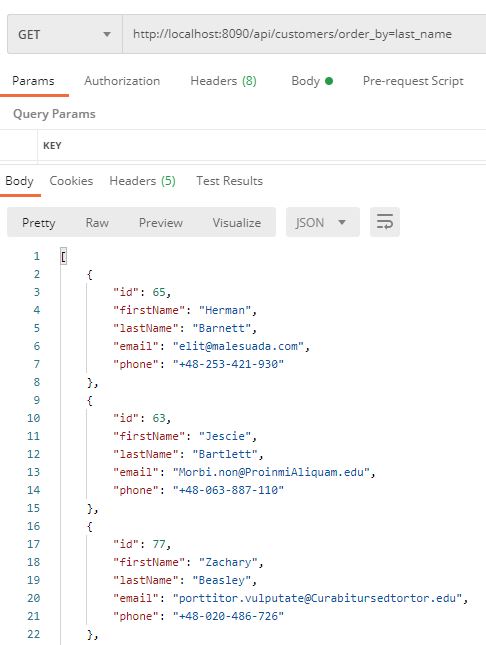 GET http://localhost:8090/api/customers/order_by=last_name
Params Authorization Headers (8) Body Pre-request Script
Query Params
KEY
Body Cookies Headers (5) Test Results
Pretty Raw Preview Visualize JSON
1 [
2 {
3 "id": 65,
4 "firstName": "Herman",
5 "lastName": "Barnett",
6 "email": "elit@malesuada.com",
7 "phone": "+48-253-421-930"
8 },
9 {
10 "id": 63,
11 "firstName": "Jescie",
12 "lastName": "Bartlett",
13 "email": "Morbi.non@ProinmiAliquam.edu",
14 "phone": "+48-063-887-110"
15 },
16 {
17 "id": 77,
18 "firstName": "Zachary",
19 "lastName": "Beasley",
20 "email": "porttitor.vulputate@Curabitursedtortor.edu",
21 "phone": "+48-020-486-726"
22 },